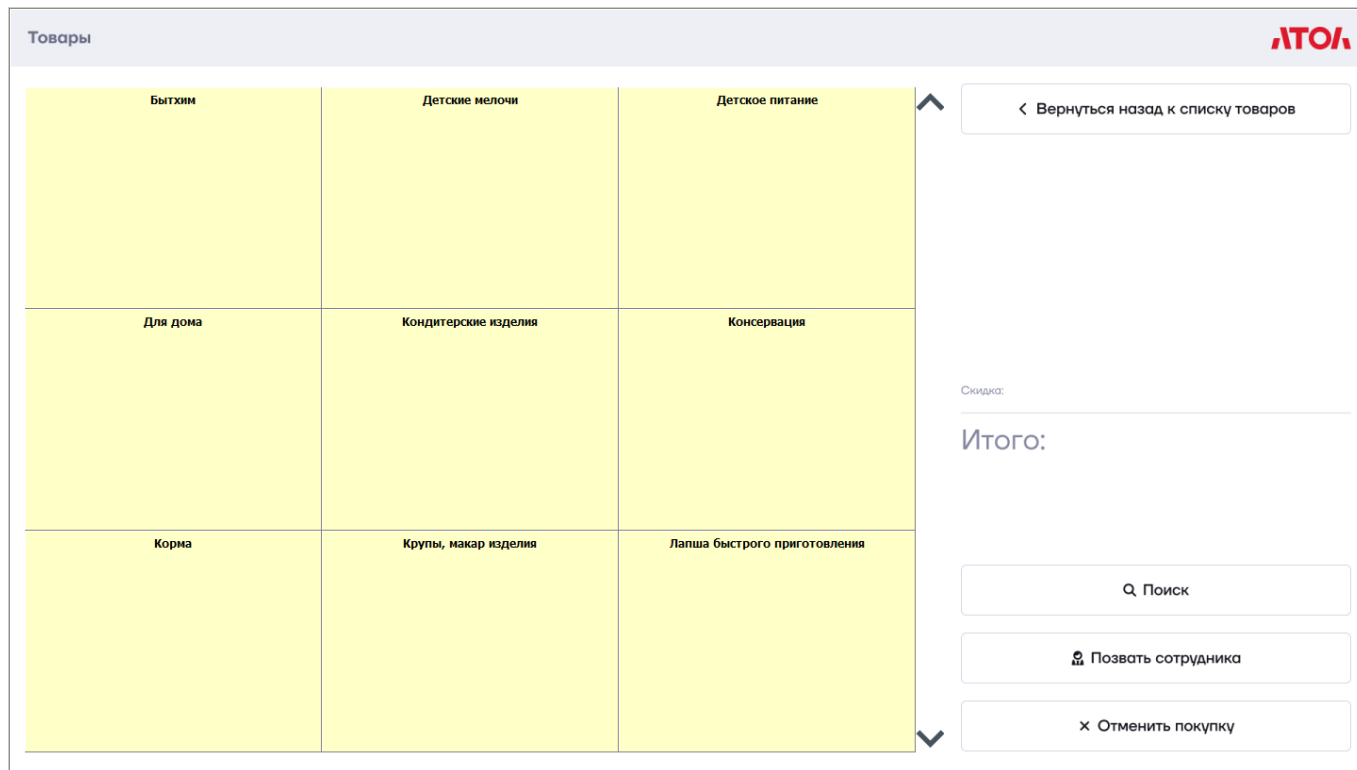 Товары
АТОЛ
Бытхим
Детские мелочи
Детское питание
Вернуться назад к списку товаров
Для дома
Кондитерские изделия
Консервация
Скидка:
Итого:
Корма
Крупы, макар изделия
Лапша быстрого приготовления
Поиск
Позвать сотрудника
Отменить покупку